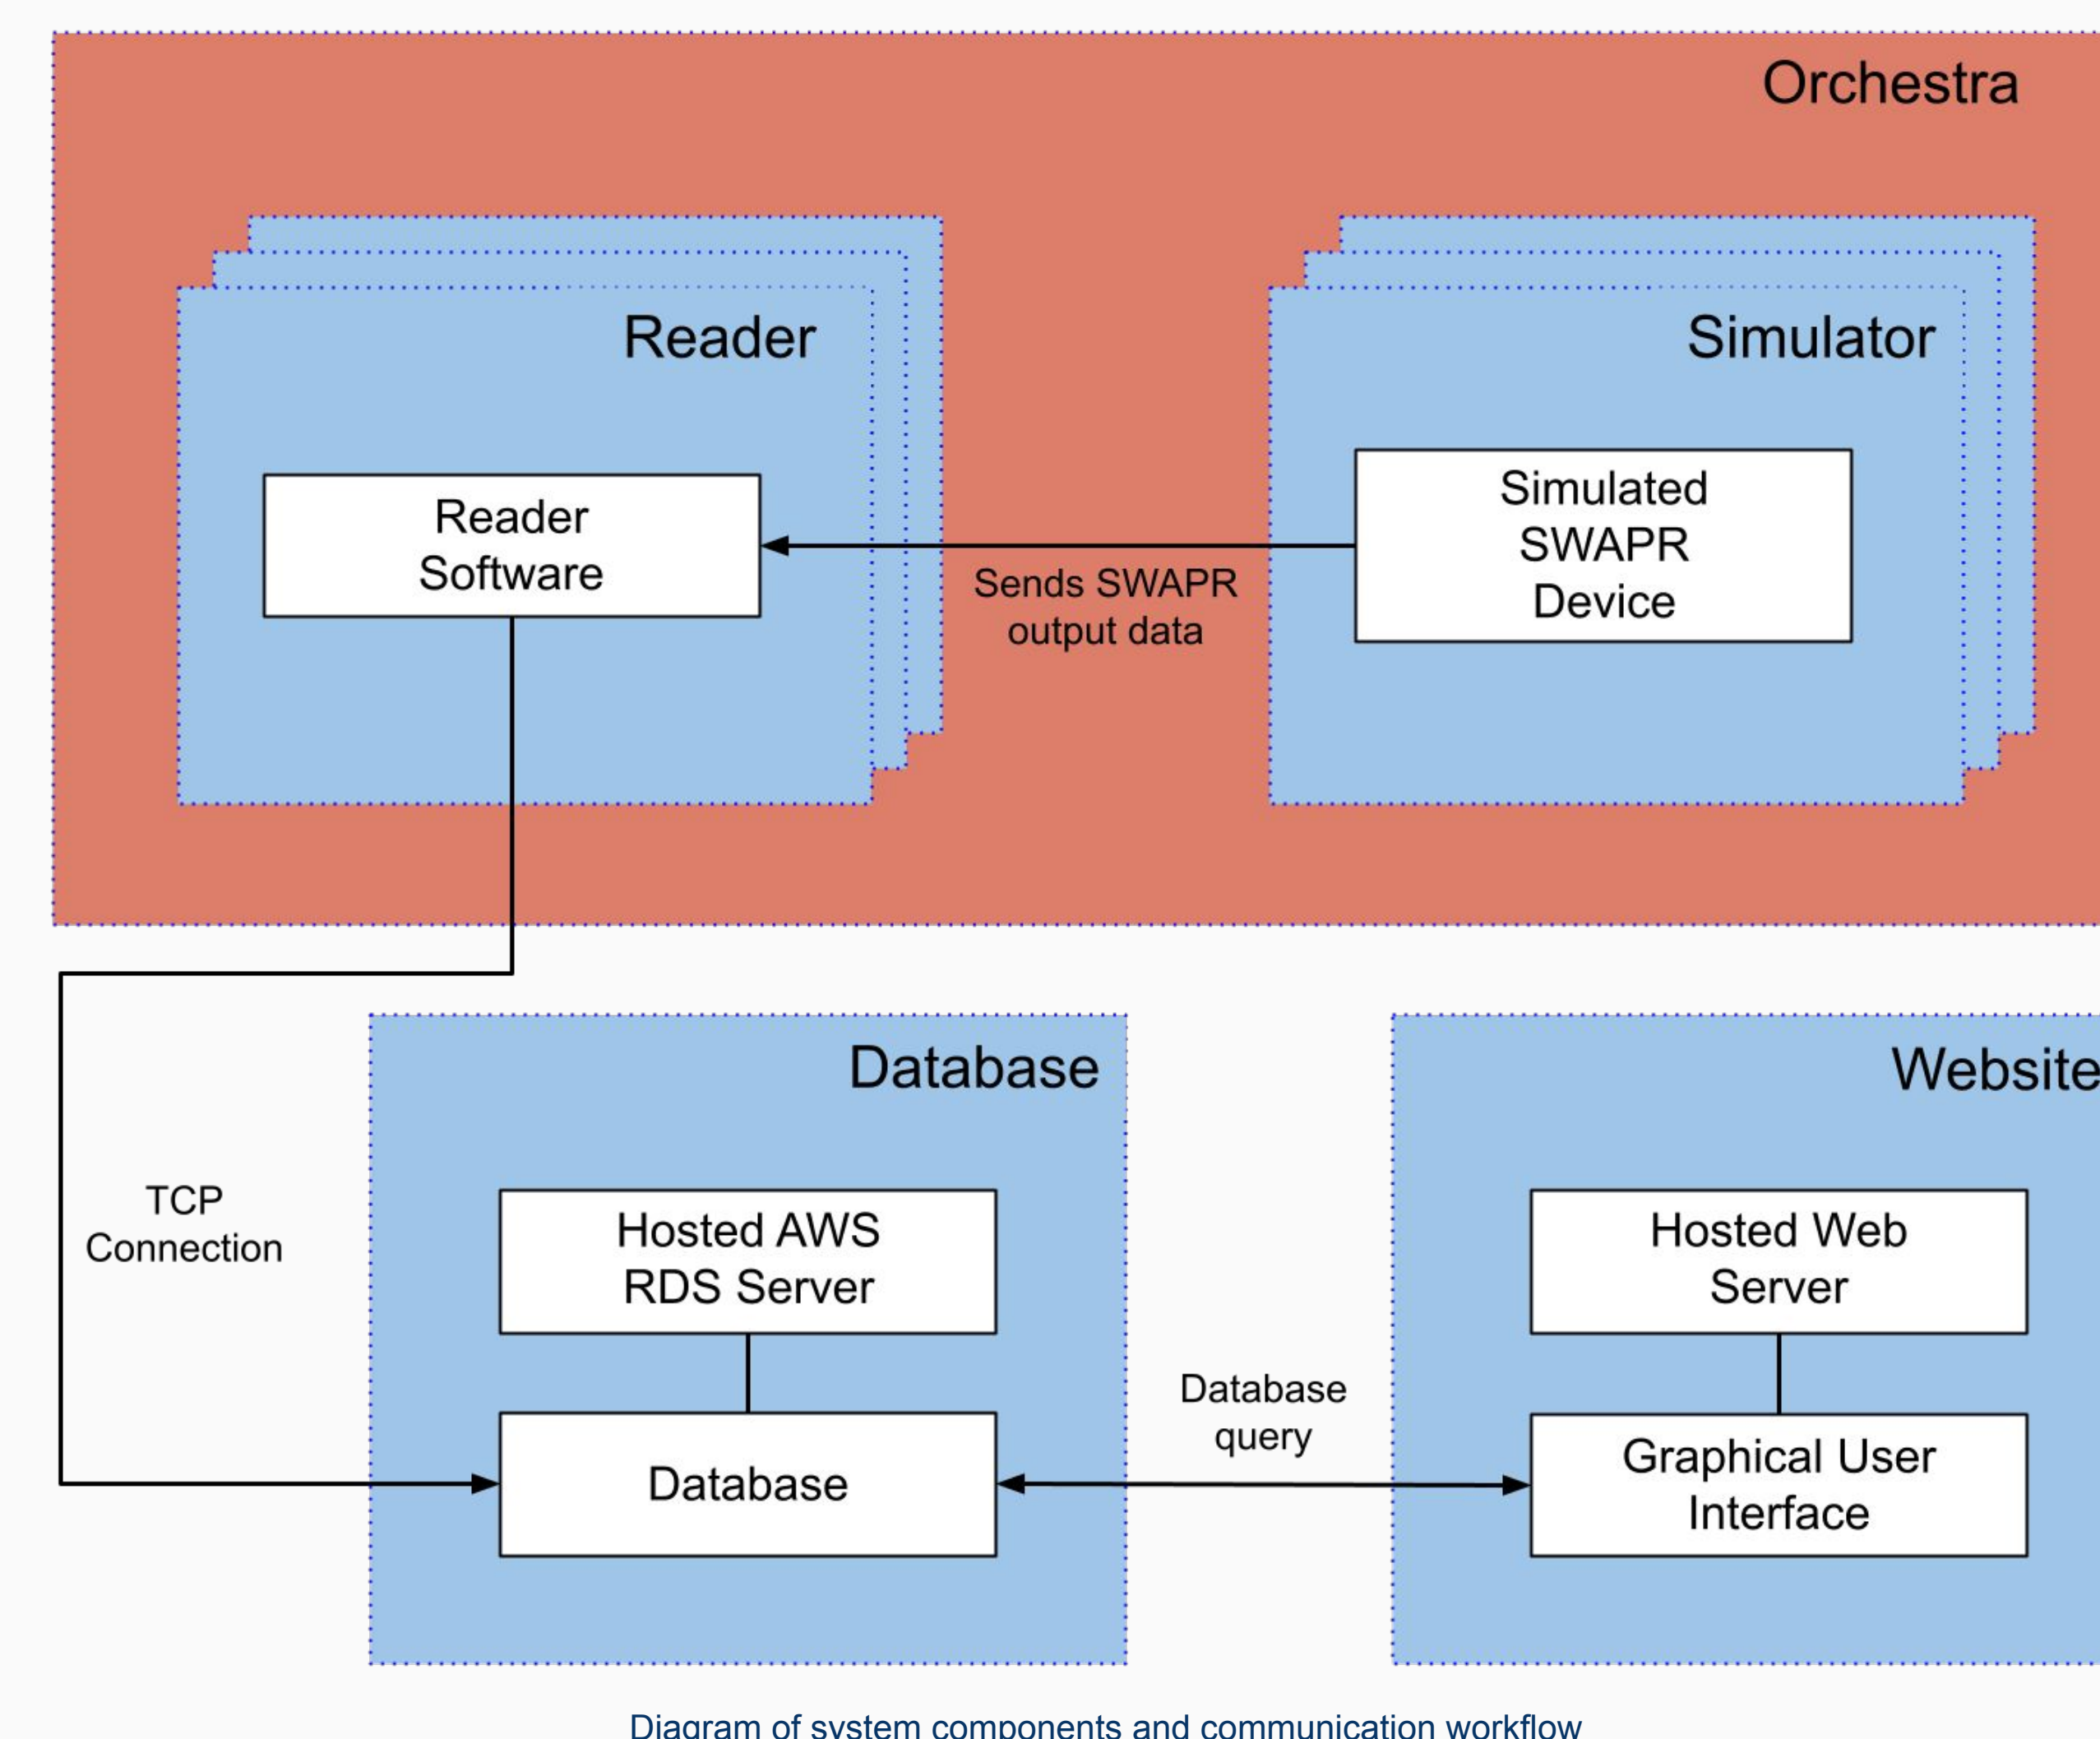 Orchestra
Reader
Simulator
Reader
Software
Simulated
SWAPR
Device
Sends SWAPR
output data
Database
Website
TCP
Connection
Hosted AWS
RDS Server
Hosted Web
Server
Database
query
Database
Graphical User
Interface
Diagram of system components and communication workflow